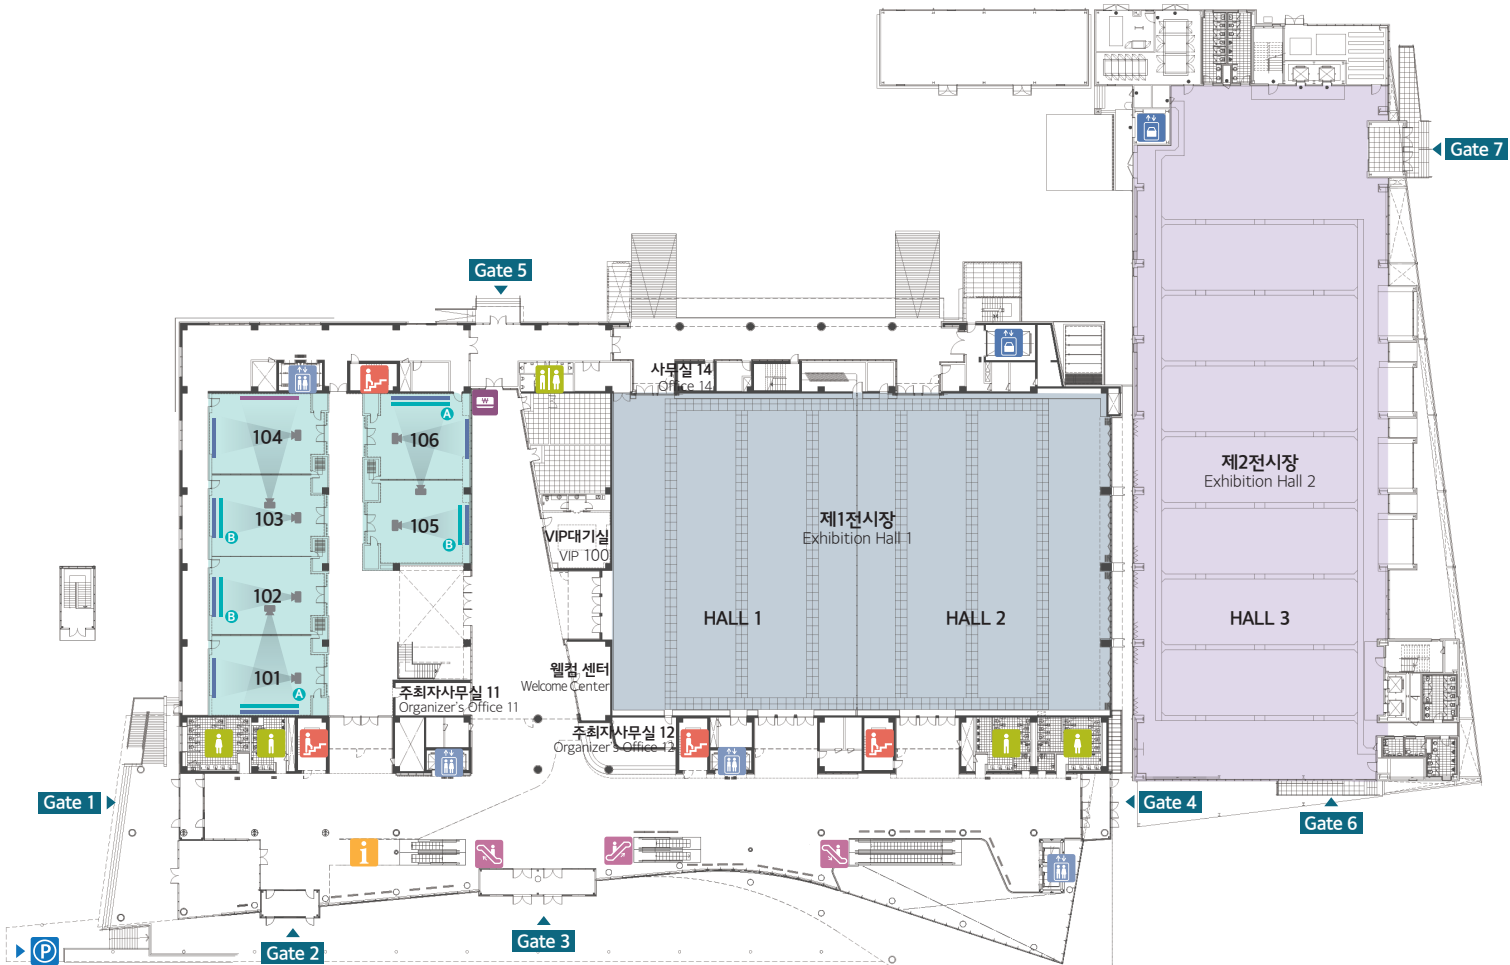 Gate 7
Gate 5
사무실 14
Office 14
₩
A
104
106
제2전시장
Exhibition Hall 2
103
B
105
B
제1전시장
Exhibition Hall 1
VIP대기실
VIP 100
102
B
HALL 1
HALL 2
HALL 3
웰컴 센터
Welcome Center
101
A
주최자사무실 11
Organizer's Office 11
주최자사무실 12
Organizer's Office 12
Gate 1
Gate 4
Gate 6
i
Gate 2
Gate 3
P